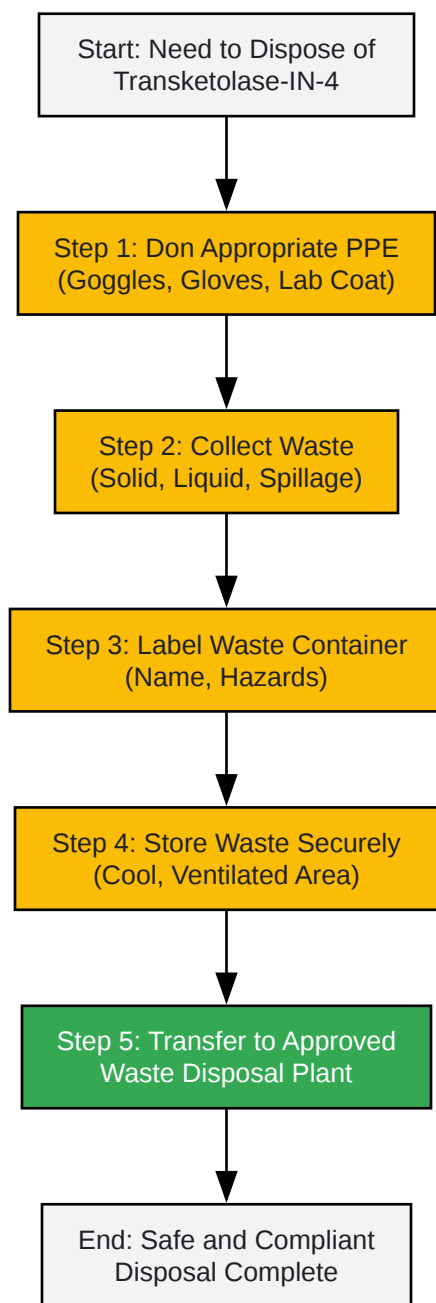 Start: Need to Dispose of
Transketolase-IN-4
Step 1: Don Appropriate PPE
(Goggles, Gloves, Lab Coat)
Step 2: Collect Waste
(Solid, Liquid, Spillage)
Step 3: Label Waste Container
(Name, Hazards)
Step 4: Store Waste Securely
(Cool, Ventilated Area)
Step 5: Transfer to Approved
Waste Disposal Plant
End: Safe and Compliant
Disposal Complete